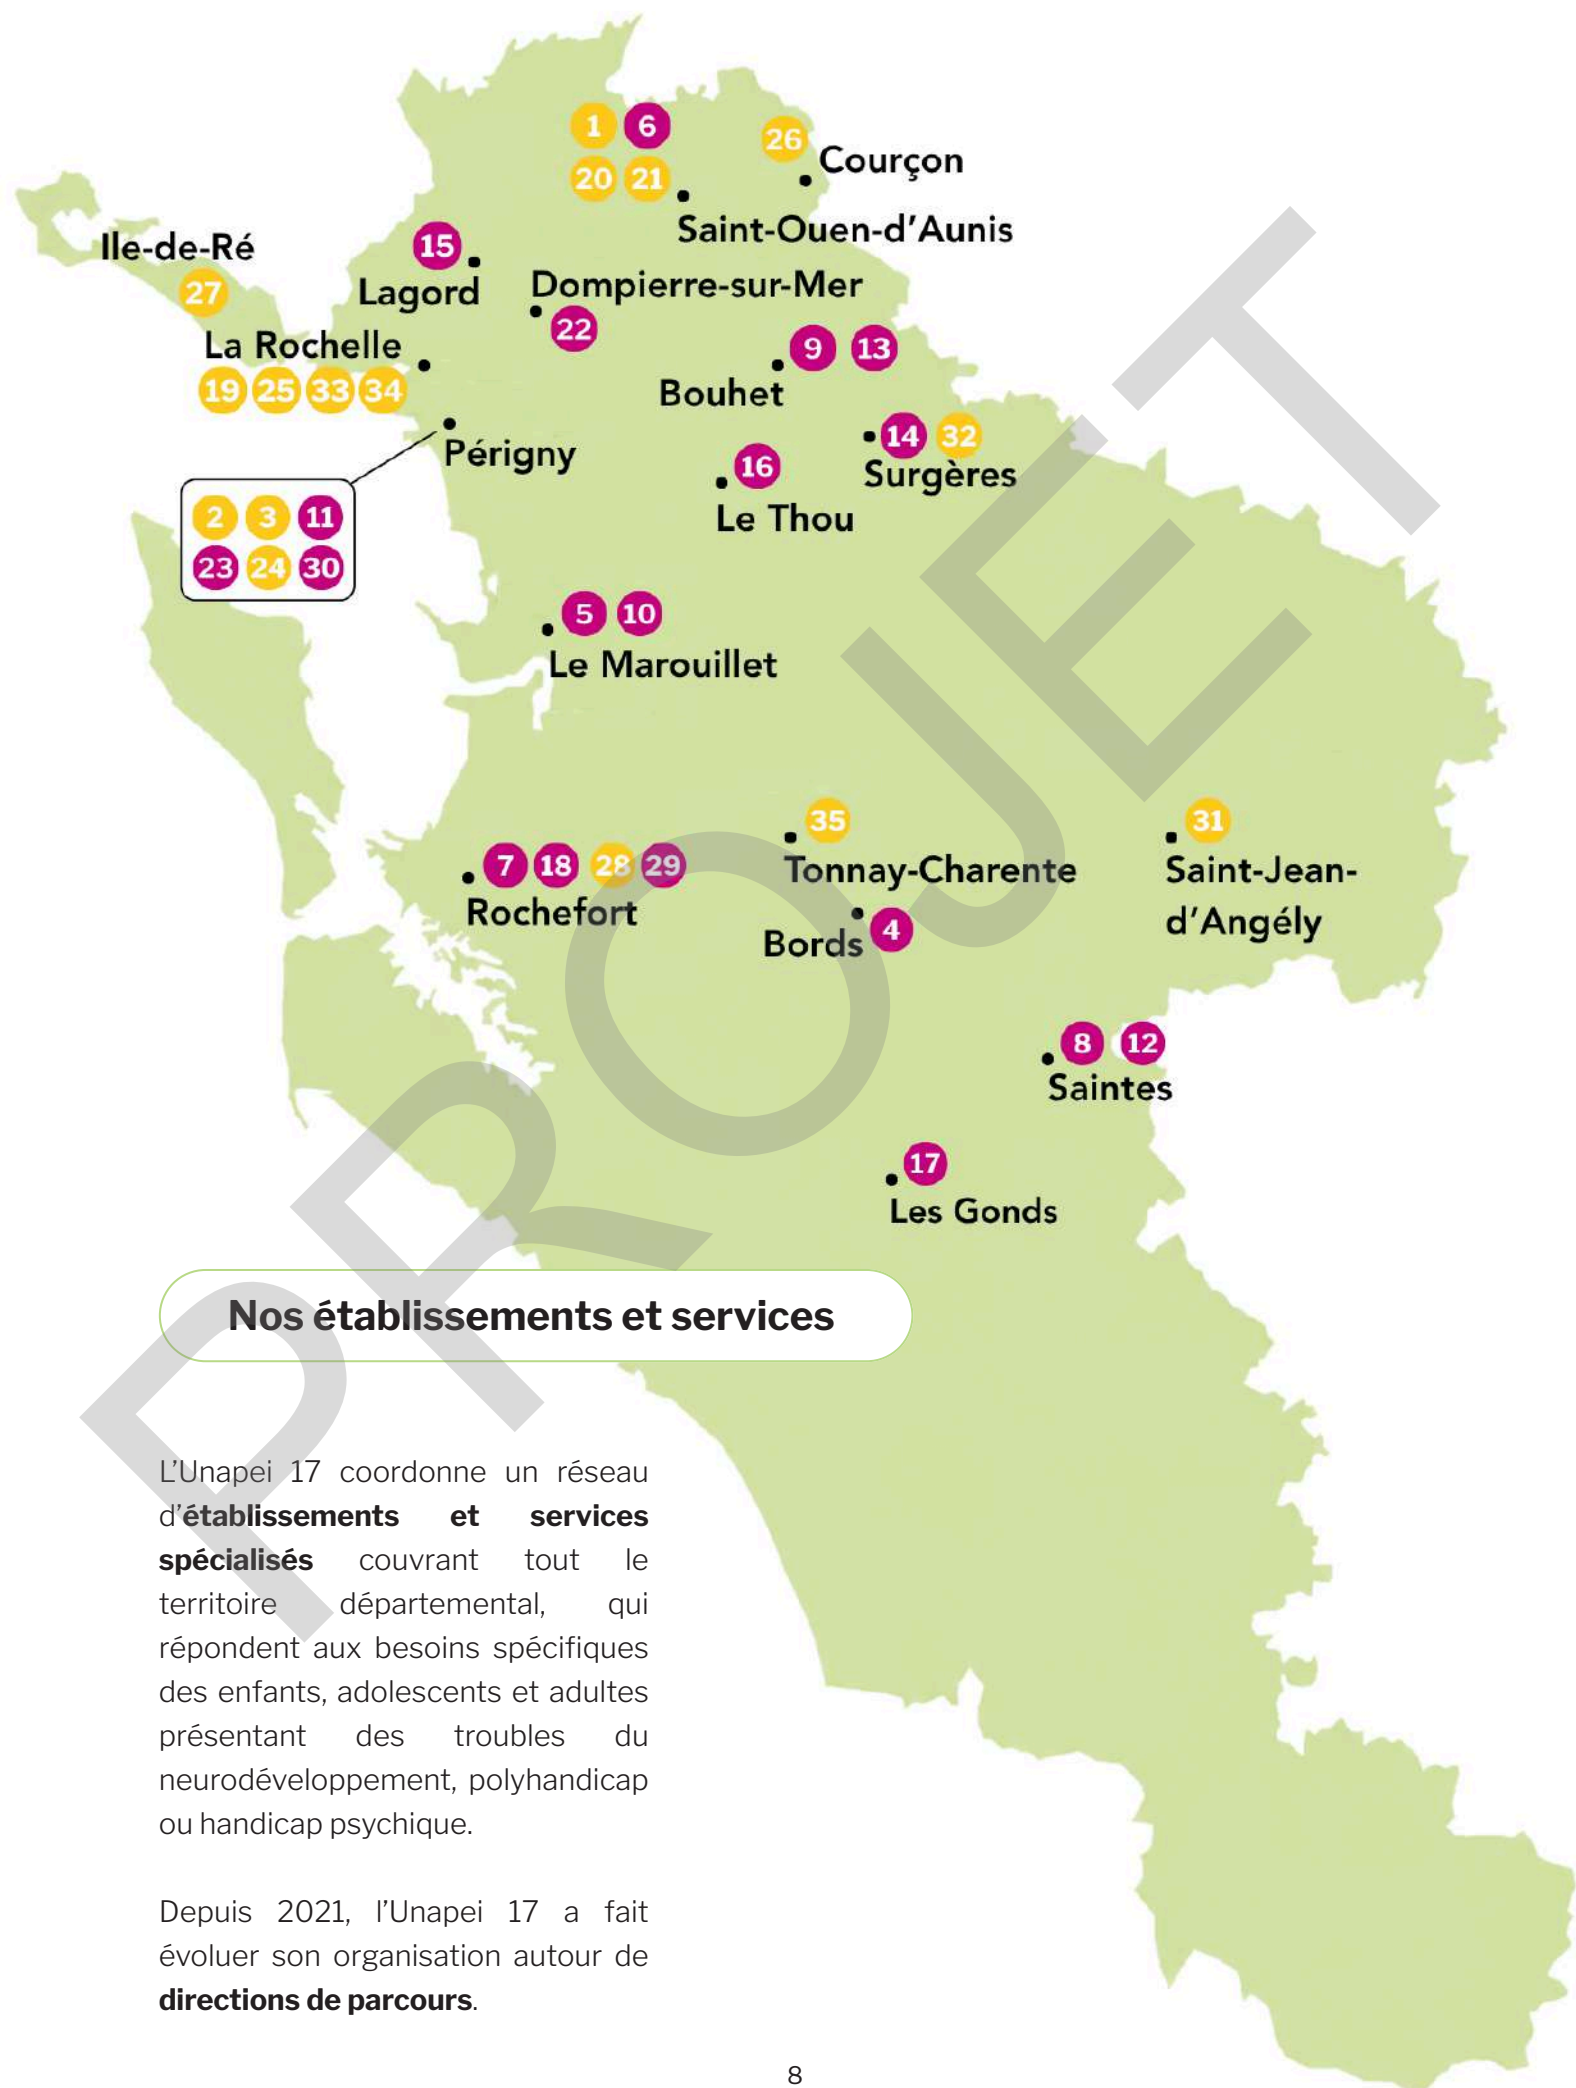 1 6
26
20 21
Courçon
Saint-Ouen-d'Aunis
Ile-de-Ré
15
27
Lagord
Dompierre-sur-Mer
22
La Rochelle
9 13
19 25 33 34
Bouhet
Périgny
14 32
Surgères
16
Le Thou
2 3 11
23 24 30
5 10
Le Marouillet
35
Tonnay-Charente
31
Saint-Jean-
d'Angély
7 18 28 29
Rochefort
Bords 4
8 12
Saintes
17
Les Gonds
PROJET
Nos établissements et services
L’Unapei 17 coordonne un réseau
d’établissements et services
spécialisés couvrant tout le
territoire départemental, qui
répondent aux besoins spécifiques
des enfants, adolescents et adultes
présentant des troubles du
neurodéveloppement, polyhandicap
ou handicap psychique.
Depuis 2021, l’Unapei 17 a fait
évoluer son organisation autour de
directions de parcours.
8